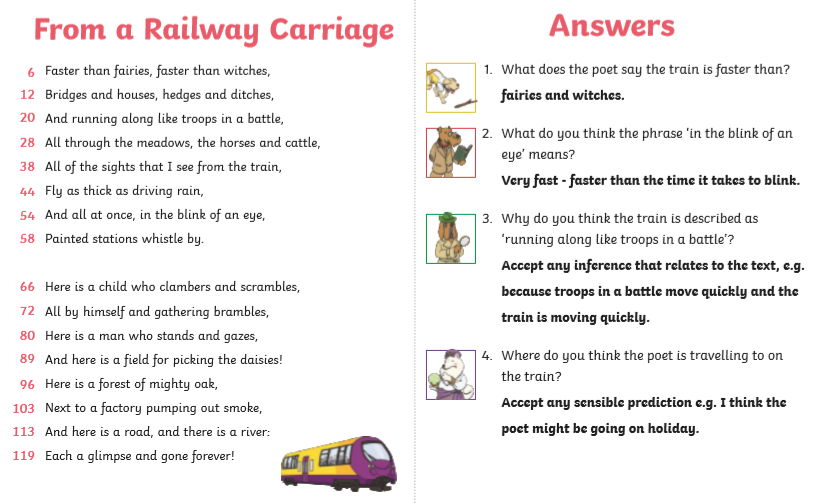 From a Railway Carriage
6 Faster than fairies, faster than witches,
12 Bridges and houses, hedges and ditches,
20 And running along like troops in a battle,
28 All through the meadows, the horses and cattle,
38 All of the sights that I see from the train,
44 Fly as thick as driving rain,
54 And all at once, in the blink of an eye,
58 Painted stations whistle by.
66 Here is a child who clambers and scrambles,
72 All by himself and gathering brambles,
80 Here is a man who stands and gazes,
89 And here is a field for picking the daisies!
96 Here is a forest of mighty oak,
103 Next to a factory pumping out smoke,
113 And here is a road, and there is a river:
119 Each a glimpse and gone forever!
Answers
1. What does the poet say the train is faster than?
fairies and witches.
2. What do you think the phrase ‘in the blink of an
eye’ means?
Very fast - faster than the time it takes to blink.
3. Why do you think the train is described as
‘running along like troops in a battle’?
Accept any inference that relates to the text, e.g.
because troops in a battle move quickly and the
train is moving quickly.
4. Where do you think the poet is travelling to on
the train?
Accept any sensible prediction e.g. I think the
poet might be going on holiday.